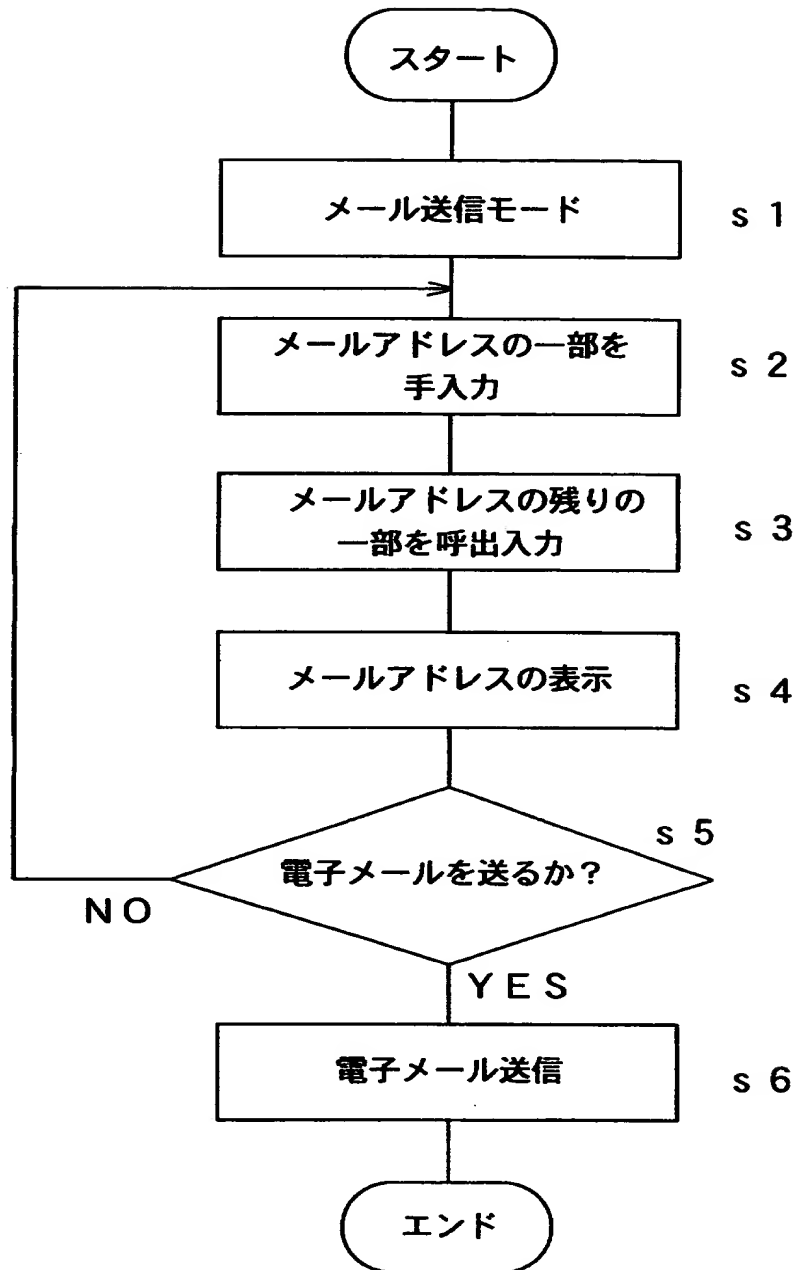 スタート
メール送信モード
s 1
メールアドレスの一部を
手入力
s 2
メールアドレスの残りの
一部を呼出入力
s 3
メールアドレスの表示
s 4
s 5
電子メールを送るか？
NO
YES
電子メール送信
s 6
エンド